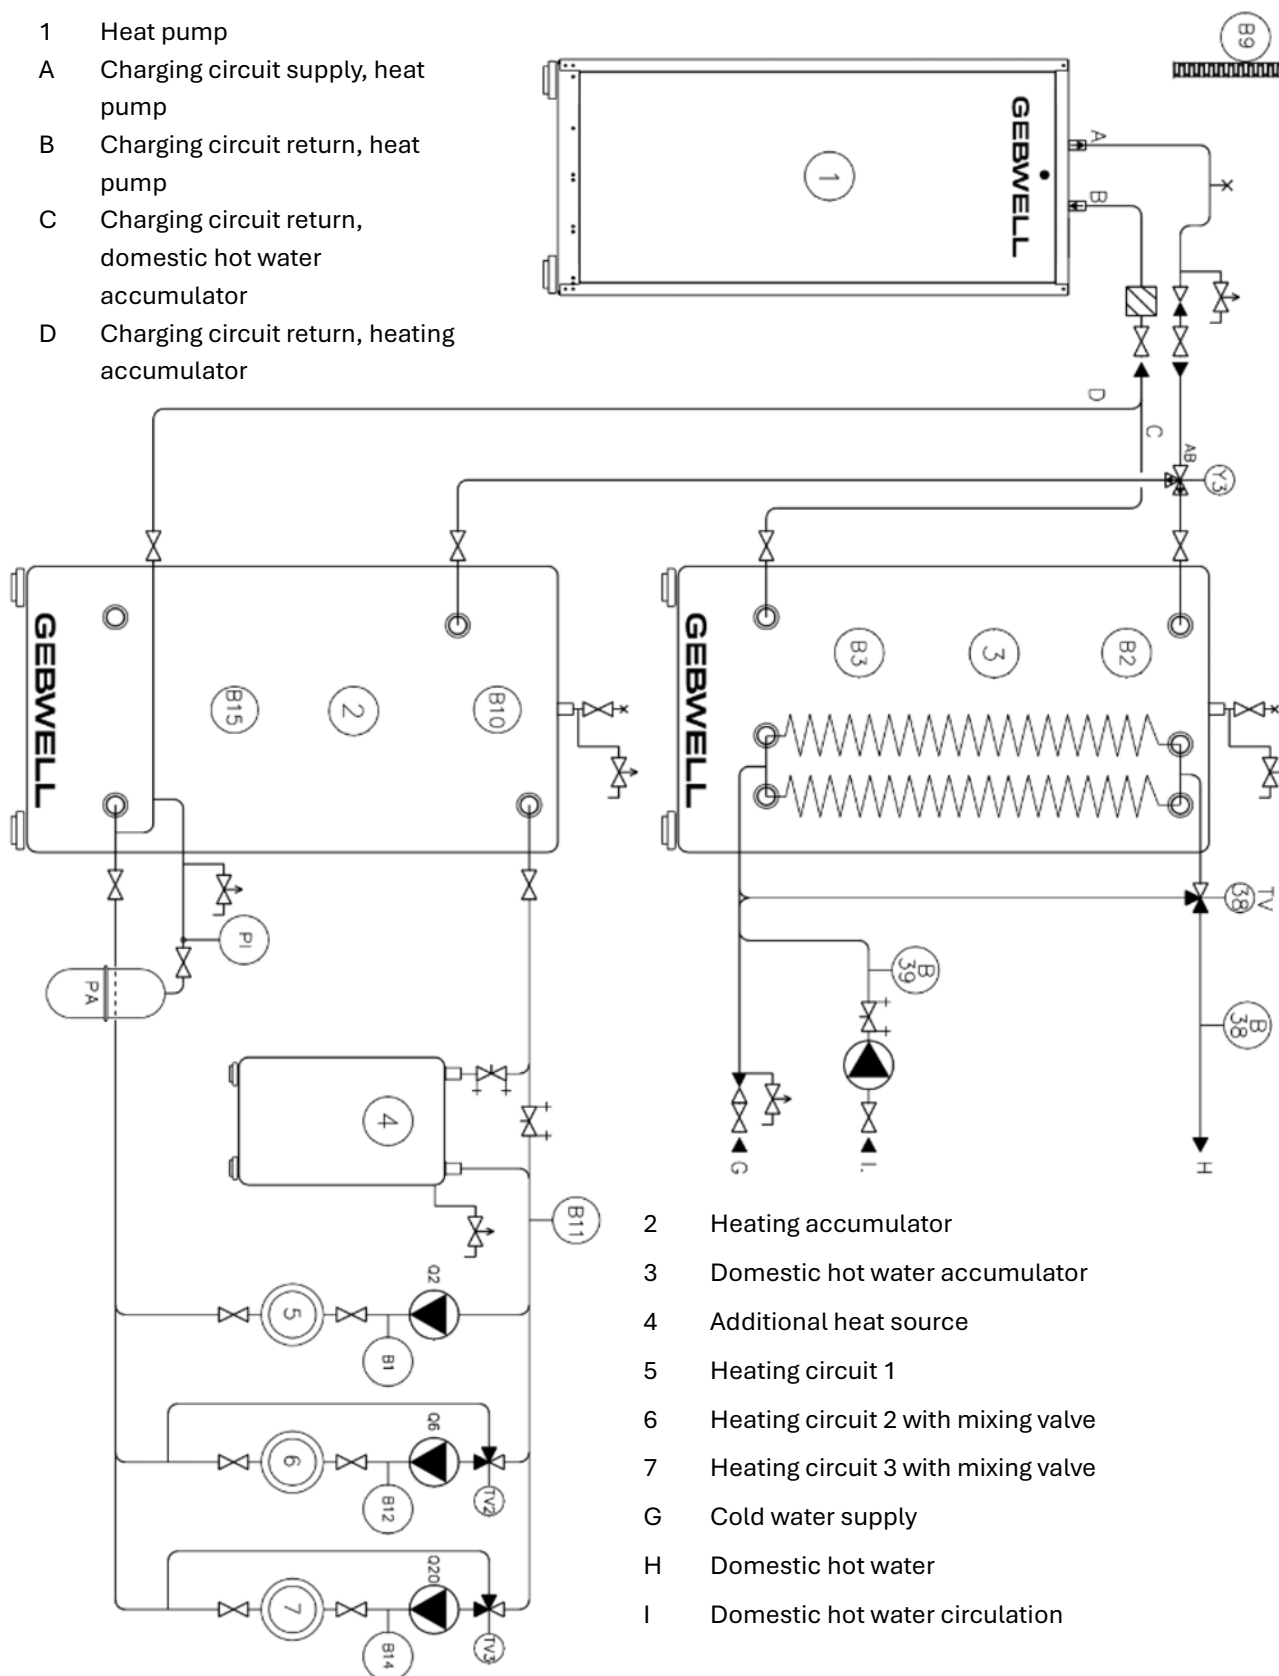 1 Heat pump
A Charging circuit supply, heat
pump
B Charging circuit return, heat
pump
C Charging circuit return,
domestic hot water
accumulator
D Charging circuit return, heating
accumulator
B9
GEBWELL
1
A
B
D
C
AB
Y3
GEBWELL
B15
2
B10
GEBWELL
B3
3
B2
TV
38
PI
PA
B
39
B
38
4
G
I.
H
B11
2 Heating accumulator
3 Domestic hot water accumulator
4 Additional heat source
5 Heating circuit 1
6 Heating circuit 2 with mixing valve
7 Heating circuit 3 with mixing valve
G Cold water supply
H Domestic hot water
I Domestic hot water circulation
Q2
5
B1
Q6
6
B12
TV2
Q20
7
B14
TV3